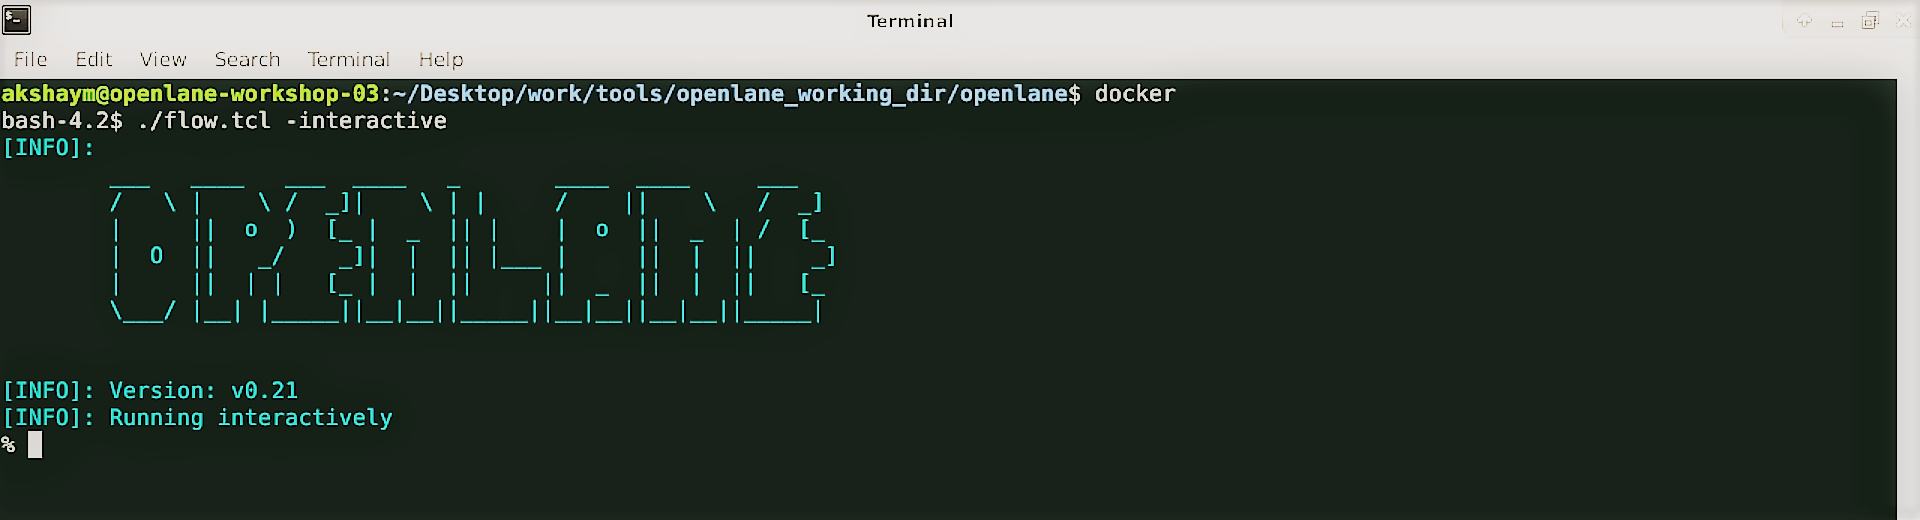 Terminal
File Edit View Search Terminal Help
akshaym@openlane-workshop-03:~/Desktop/work/tools/openlane_working_dir/openlane$ docker
bash-4.2$ ./flow.tcl -interactive
[INFO]:
OPENLANE
[INFO]: Version: v0.21
[INFO]: Running interactively
%